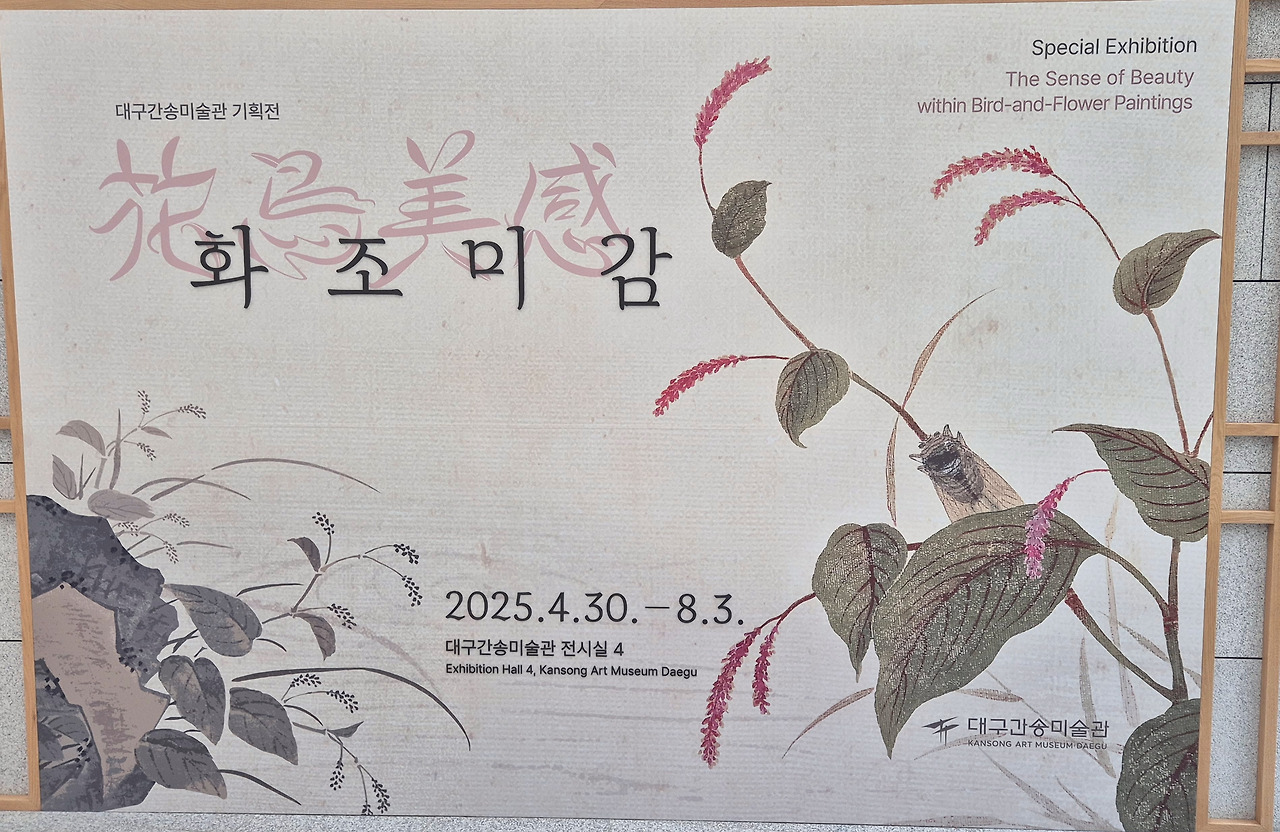 Special Exhibition
The Sense of Beauty
within Bird-and-Flower Paintings
대구간송미술관 기획전
花鳥美感
화조미감
2025.4.30.－8.3.
대구간송미술관 전시실 4
Exhibition Hall 4, Kansong Art Museum Daegu
대구간송미술관
KANSONG ART MUSEUM DAEGU